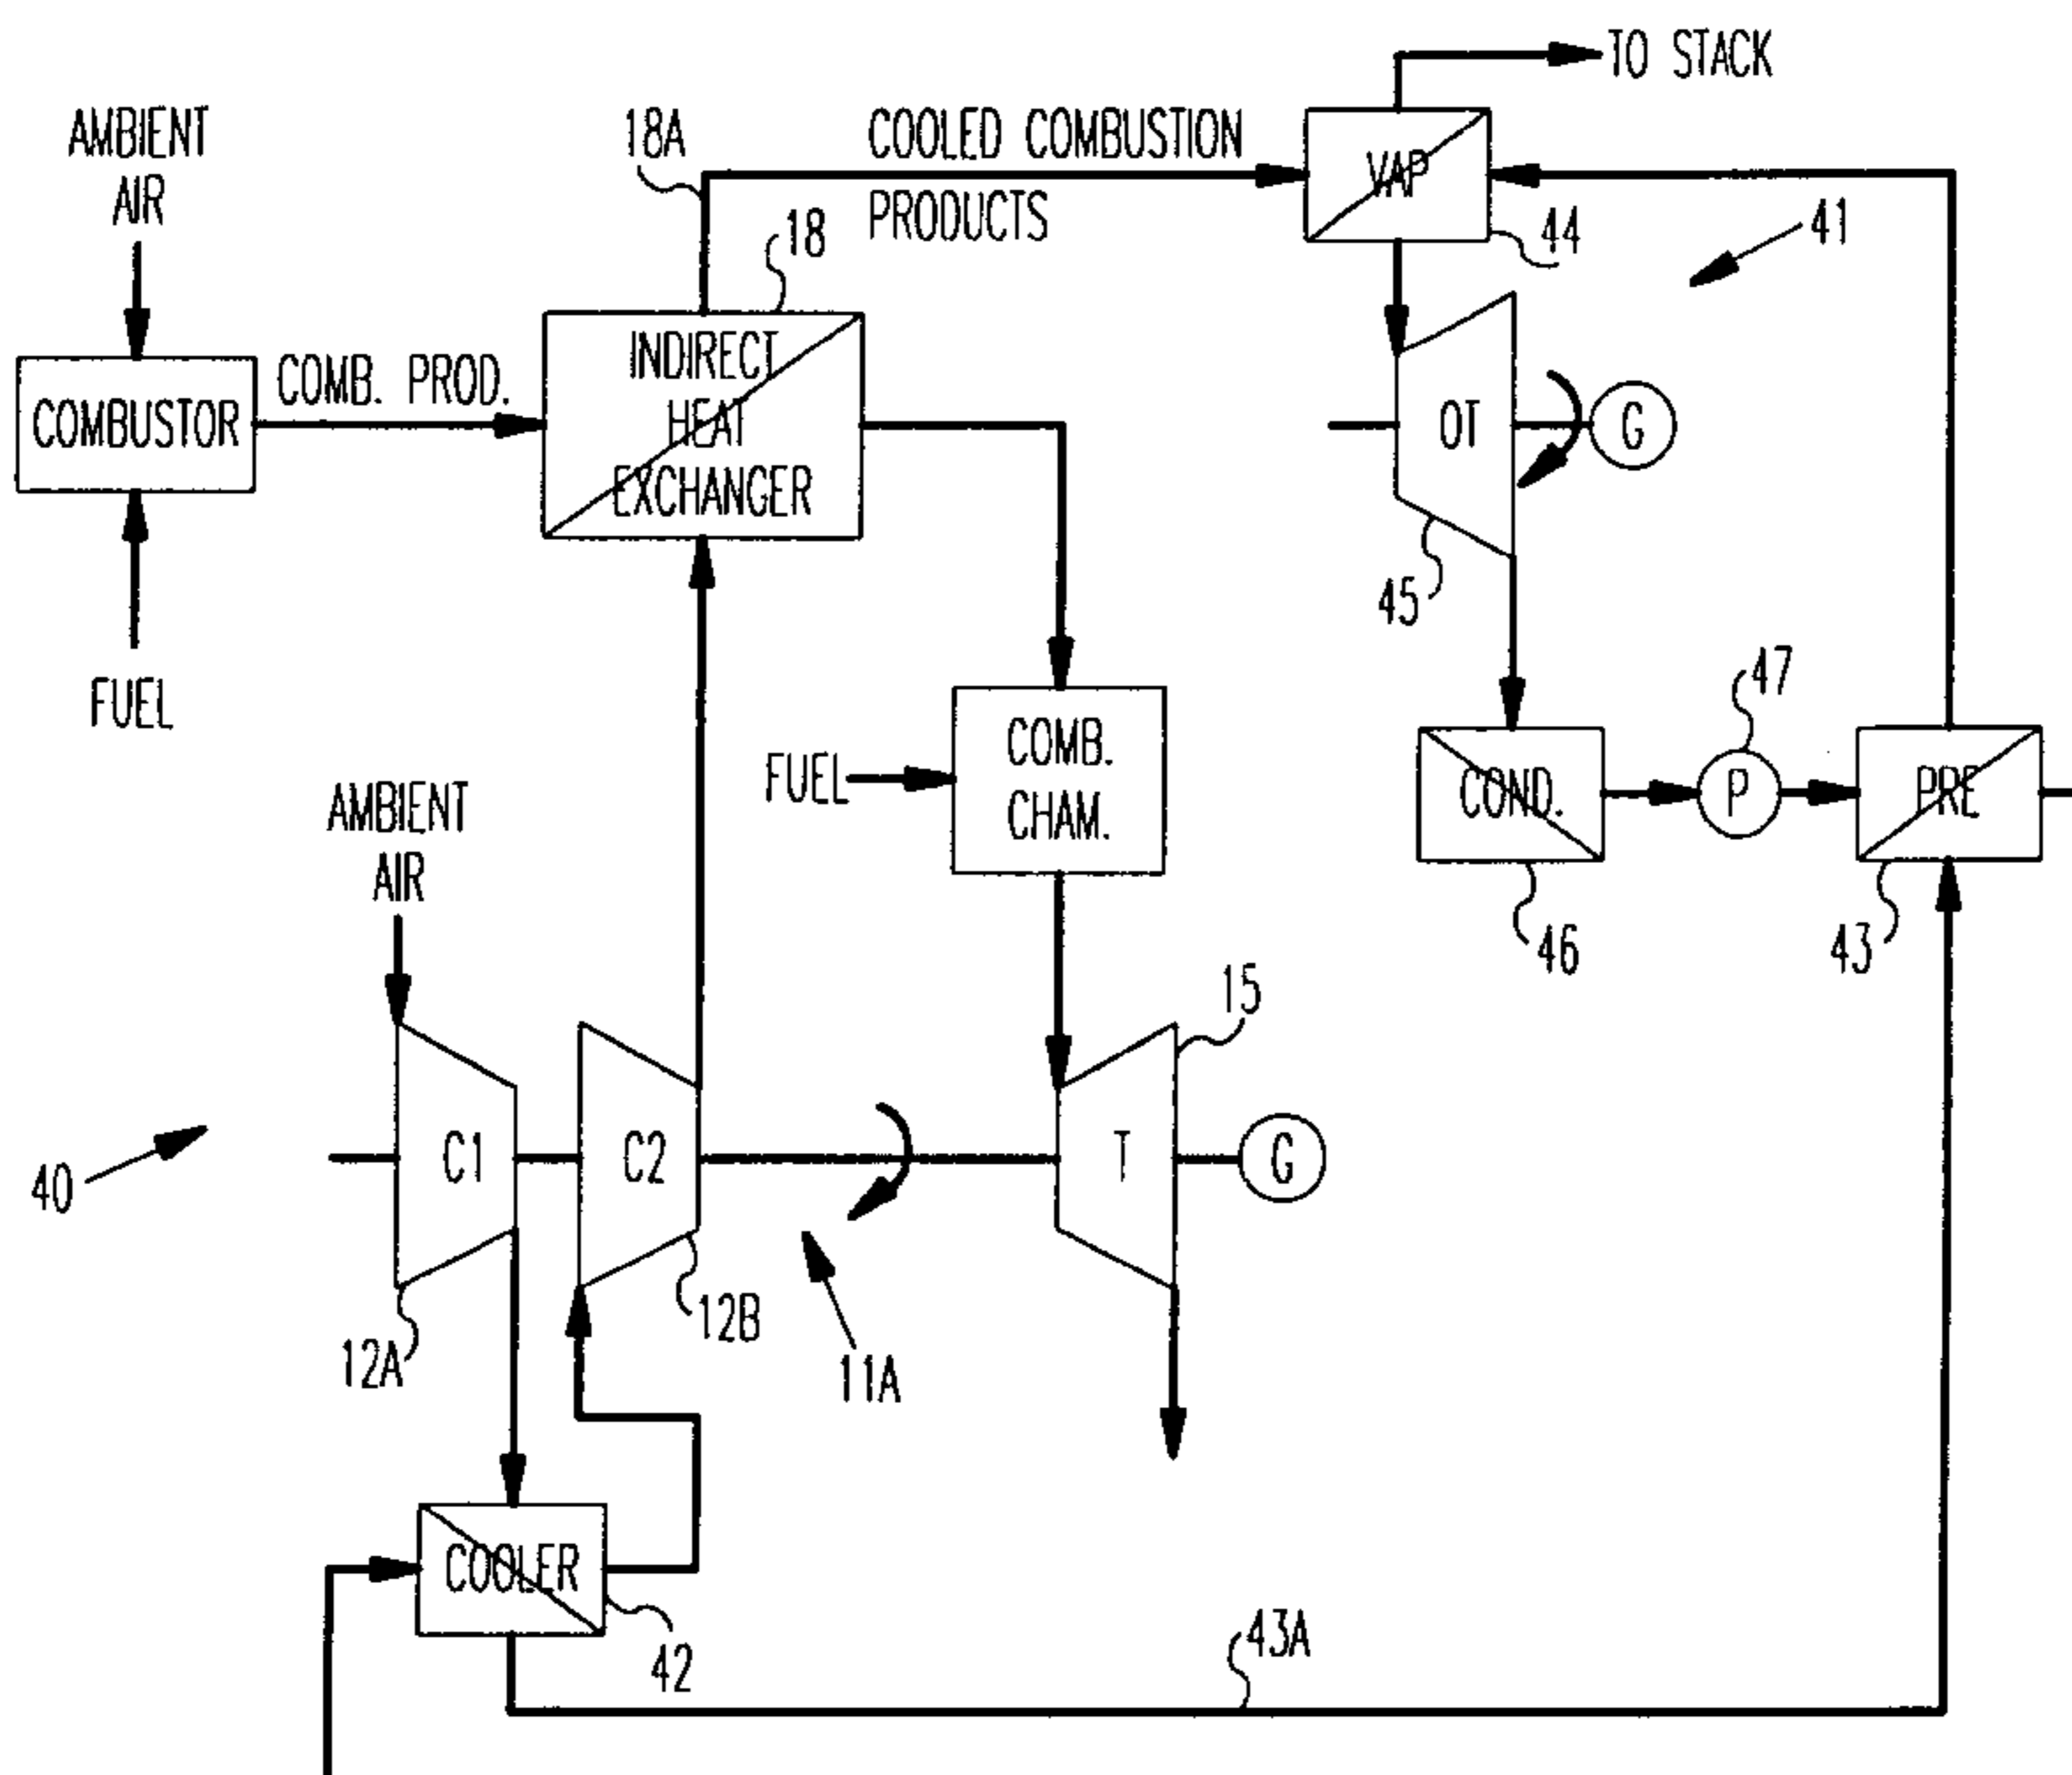 TO STACK
AMBIENT
AIR
18A
COOLED COMBUSTION
PRODUCTS
VAP
44
41
18
INDIRECT
HEAT
EXCHANGER
COMB. PROD.
COMBUSTOR
FUEL
OT
G
45
47
COMB.
CHAM.
FUEL
COND.
P
PRE
46
43
AMBIENT
AIR
15
C1
C2
T
G
40
12A
12B
11A
COOLER
42
43A